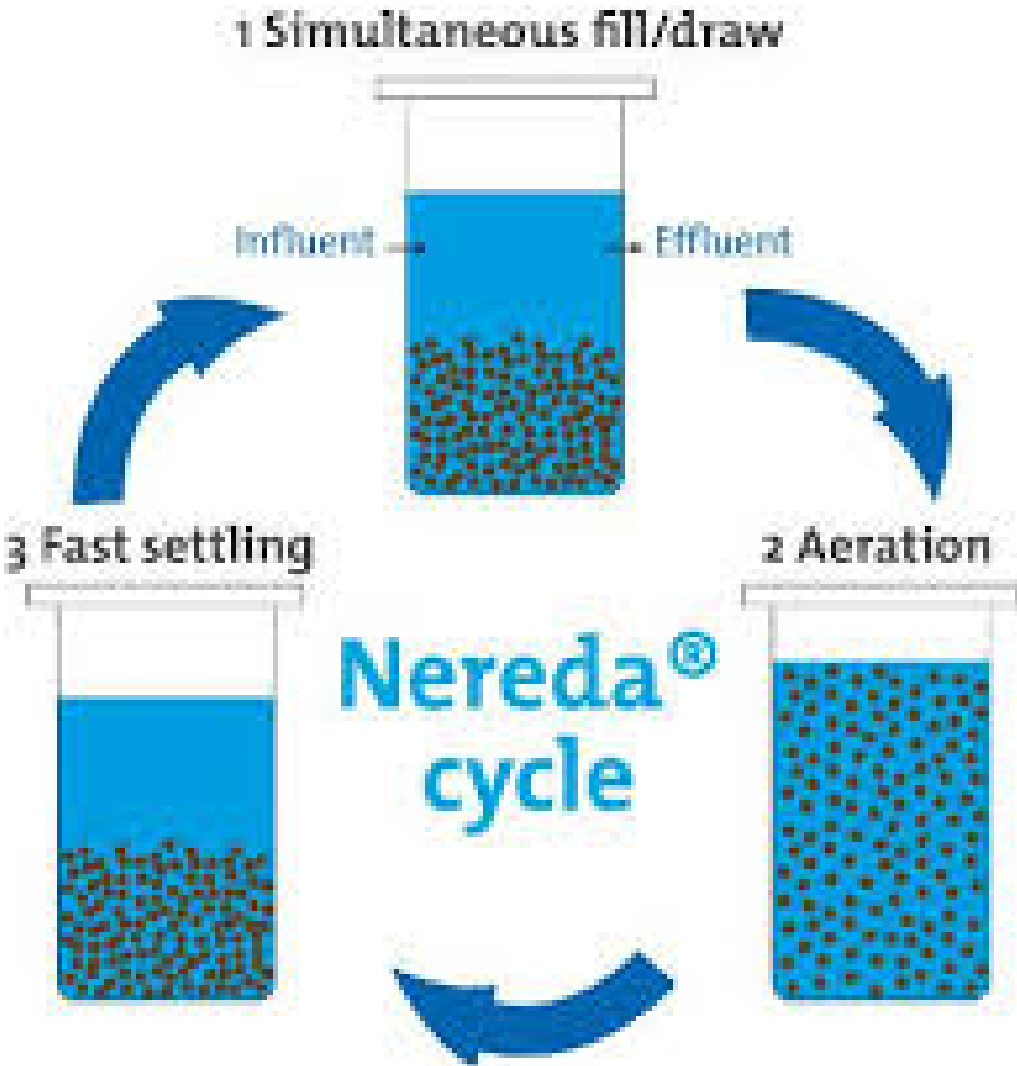 1 Simultaneous fill/draw
Influent
Effluent
3 Fast settling
2 Aeration
Nereda®
cycle